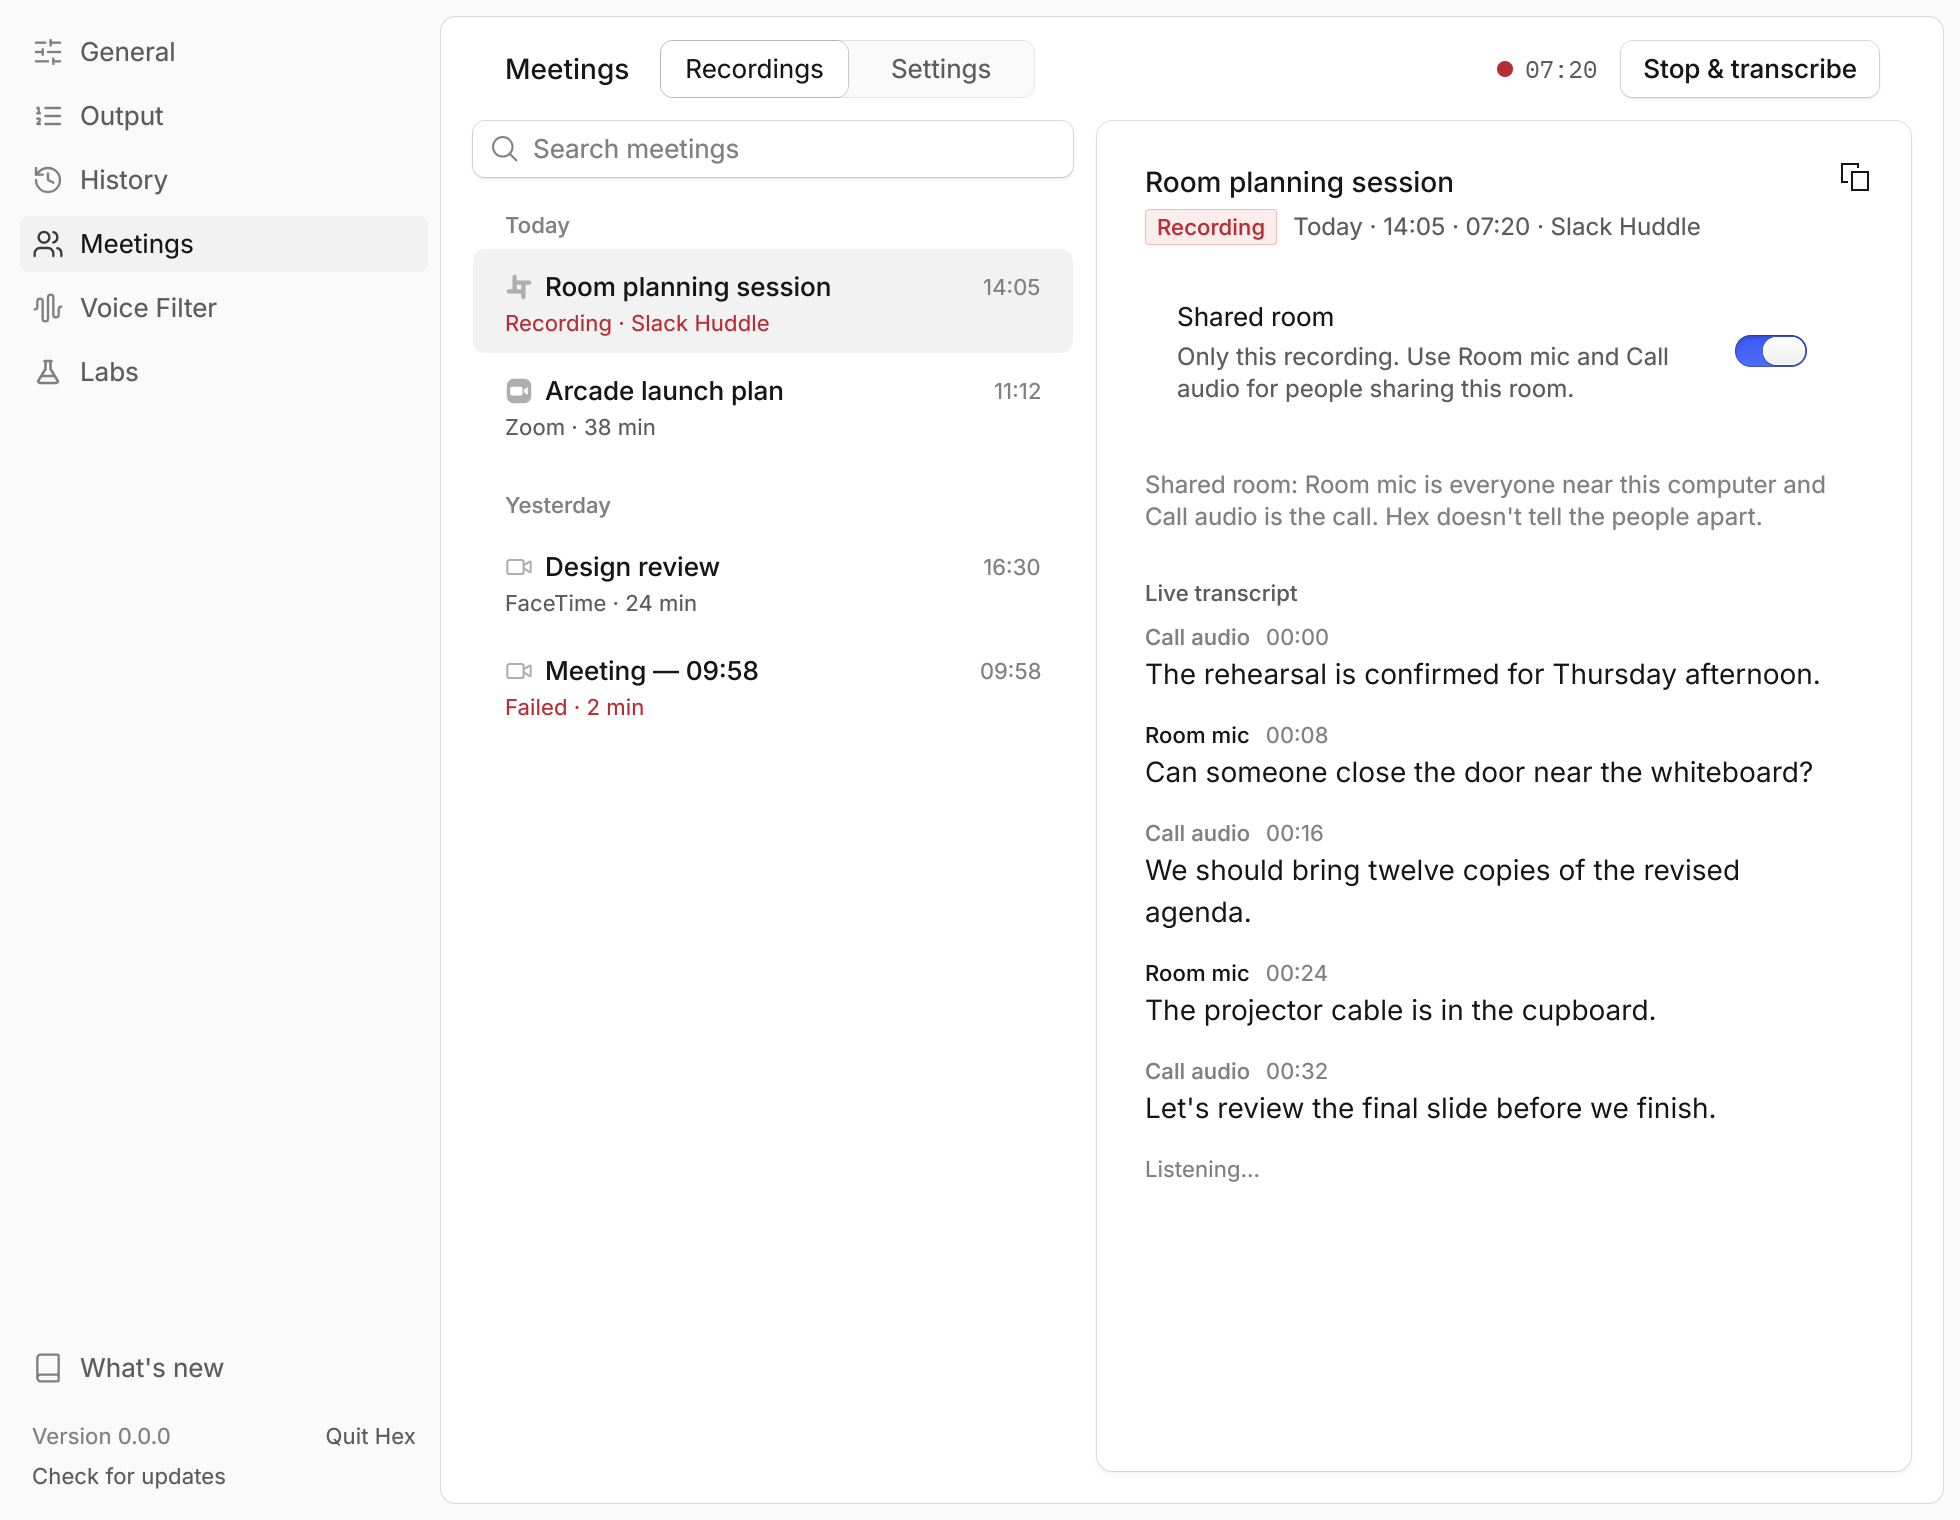 General
Output
History
Meetings
Voice Filter
Labs
What's new
Version 0.0.0
Quit Hex
Check for updates
Meetings
Recordings
Settings
07:20
Stop & transcribe
Search meetings
Today
Room planning session
14:05
Recording · Slack Huddle
Arcade launch plan
11:12
Zoom · 38 min
Yesterday
Design review
16:30
FaceTime · 24 min
Meeting — 09:58
09:58
Failed · 2 min
Room planning session
Recording
Today · 14:05 · 07:20 · Slack Huddle
Shared room
Only this recording. Use Room mic and Call
audio for people sharing this room.
Shared room: Room mic is everyone near this computer and
Call audio is the call. Hex doesn't tell the people apart.
Live transcript
Call audio 00:00
The rehearsal is confirmed for Thursday afternoon.
Room mic 00:08
Can someone close the door near the whiteboard?
Call audio 00:16
We should bring twelve copies of the revised
agenda.
Room mic 00:24
The projector cable is in the cupboard.
Call audio 00:32
Let's review the final slide before we finish.
Listening...